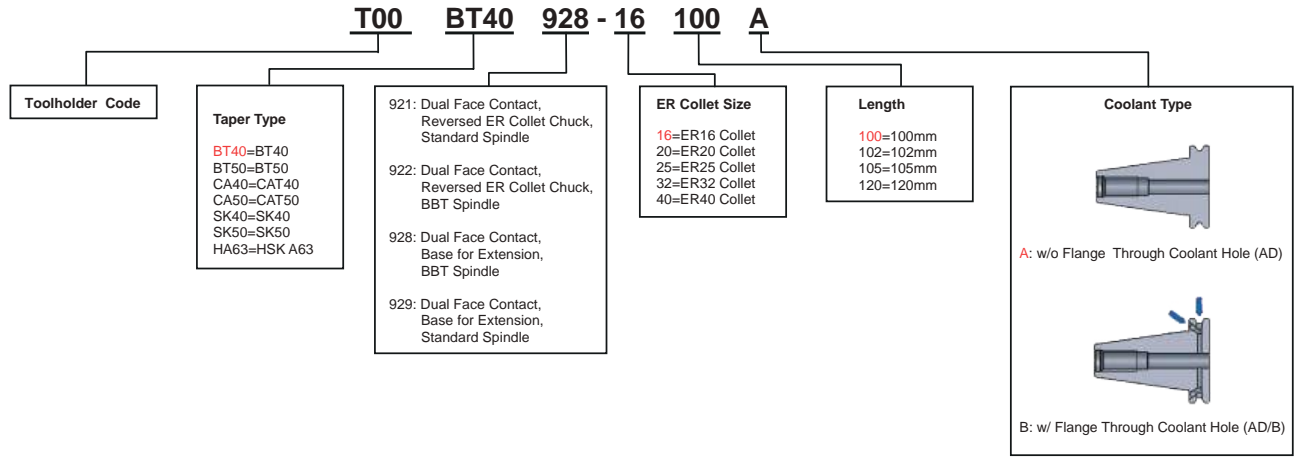 T00 BT40 928 - 16 100 A
Toolholder Code
Taper Type
BT40=BT40
BT50=BT50
CA40=CAT40
CA50=CAT50
SK40=SK40
SK50=SK50
HA63=HSK A63
921: Dual Face Contact,
Reversed ER Collet Chuck,
Standard Spindle
922: Dual Face Contact,
Reversed ER Collet Chuck,
BBT Spindle
928: Dual Face Contact,
Base for Extension,
BBT Spindle
929: Dual Face Contact,
Base for Extension,
Standard Spindle
ER Collet Size
16=ER16 Collet
20=ER20 Collet
25=ER25 Collet
32=ER32 Collet
40=ER40 Collet
Length
100=100mm
102=102mm
105=105mm
120=120mm
Coolant Type
A: w/o Flange Through Coolant Hole (AD)
B: w/ Flange Through Coolant Hole (AD/B)